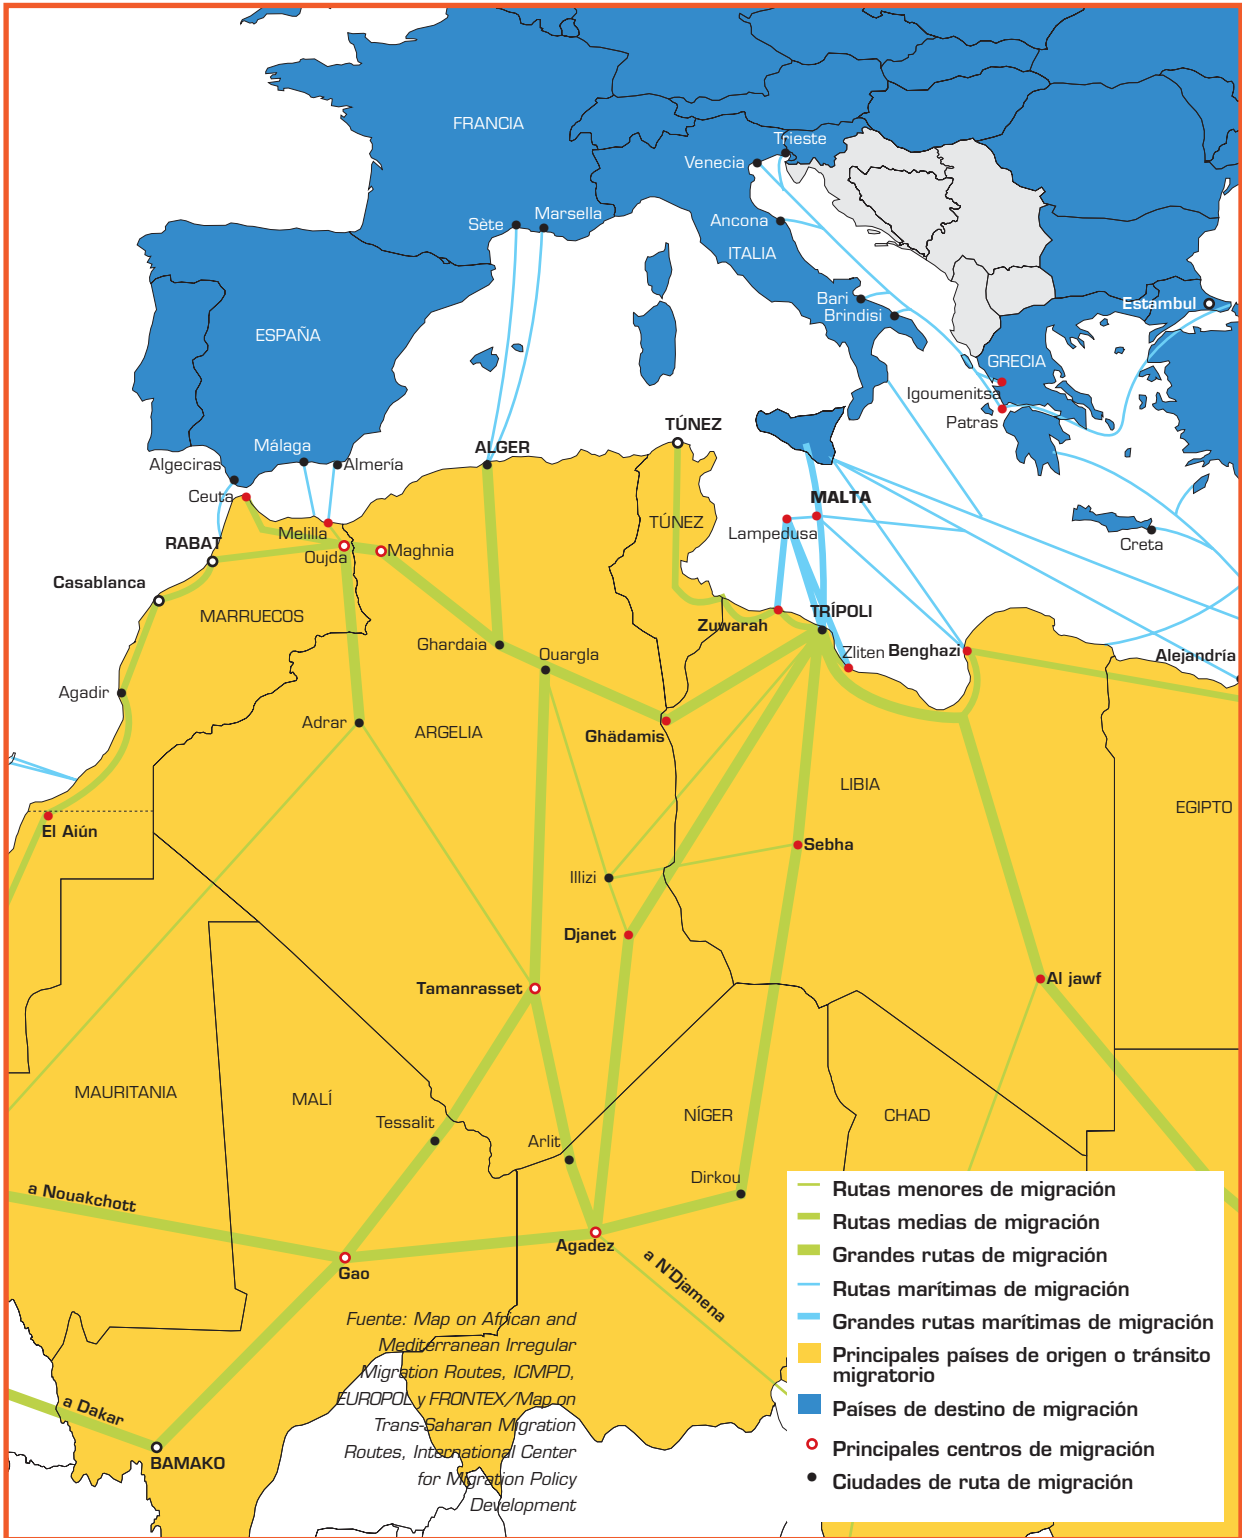 FRANCIA
Trieste
Venecia
Sète
Marsella
Ancona
ITALIA
Bari
Brindisi
Estambul
ESPAÑA
GRECIA
Igoumenitsa
Patras
TÚNEZ
Málaga
Algeciras
Almería
ALGER
Ceuta
MALTA
TÚNEZ
Lampedusa
Melilla
RABAT
Oujda
Maghnia
Creta
Casablanca
MARRUECOS
Zuwarah
TRÍPOLI
Ghardaia
Ouargla
Zliten
Benghazi
Alejandría
Agadir
Adrar
ARGELIA
Ghädamis
LIBIA
EGIPTO
El Aiún
Sebha
Illizi
Djanet
Tamanrasset
Al jawf
MAURITANIA
MALÍ
NÍGER
CHAD
Tessalit
Arlit
Dirkou
a Nouakchott
Agadez
Gao
a N'Djamena
a Dakar
BAMAKO
Fuente: Map on African and
Mediterranean Irregular
Migration Routes, ICMPD,
EUROPOL y FRONTEX/Map on
Trans-Saharan Migration
Routes, International Center
for Migration Policy
Development
Rutas menores de migración
Rutas medias de migración
Grandes rutas de migración
Rutas marítimas de migración
Grandes rutas marítimas de migración
Principales países de origen o tránsito
migratorio
Países de destino de migración
Principales centros de migración
Ciudades de ruta de migración